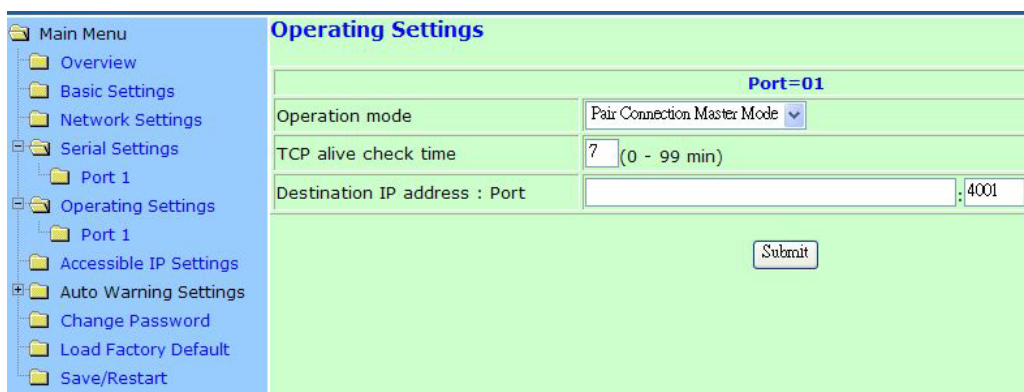 Main Menu
Overview
Basic Settings
Network Settings
Serial Settings
Port 1
Operating Settings
Port 1
Accessible IP Settings
Auto Warning Settings
Change Password
Load Factory Default
Save/Restart
Operating Settings
Port=01
Operation mode Pair Connection Master Mode
TCP alive check time 7 (0 - 99 min)
Destination IP address : Port : 4001
Submit